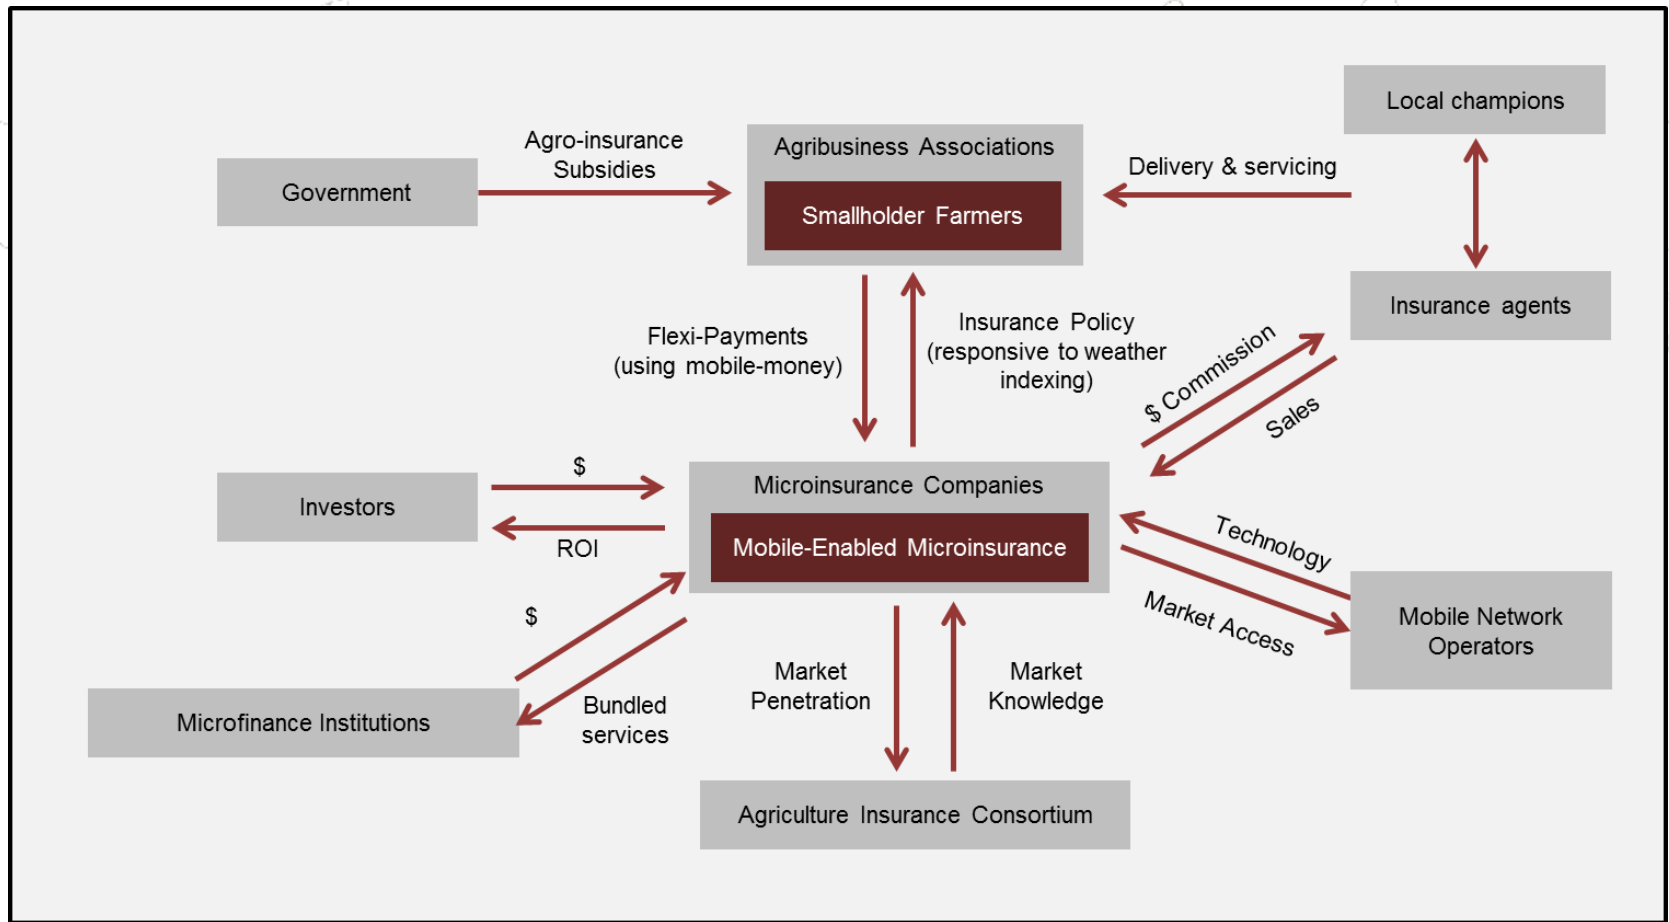 Local champions
Agro-insurance
Subsidies
Agribusiness Associations
Delivery & servicing
Government
Smallholder Farmers
Insurance agents
Flexi-Payments
(using mobile-money)
Insurance Policy
(responsive to weather
indexing)
$ Commission
Sales
$
Investors
ROI
Microinsurance Companies
Mobile-Enabled Microinsurance
Technology
Market Access
Mobile Network
Operators
$
Bundled
services
Microfinance Institutions
Market
Penetration
Market
Knowledge
Agriculture Insurance Consortium